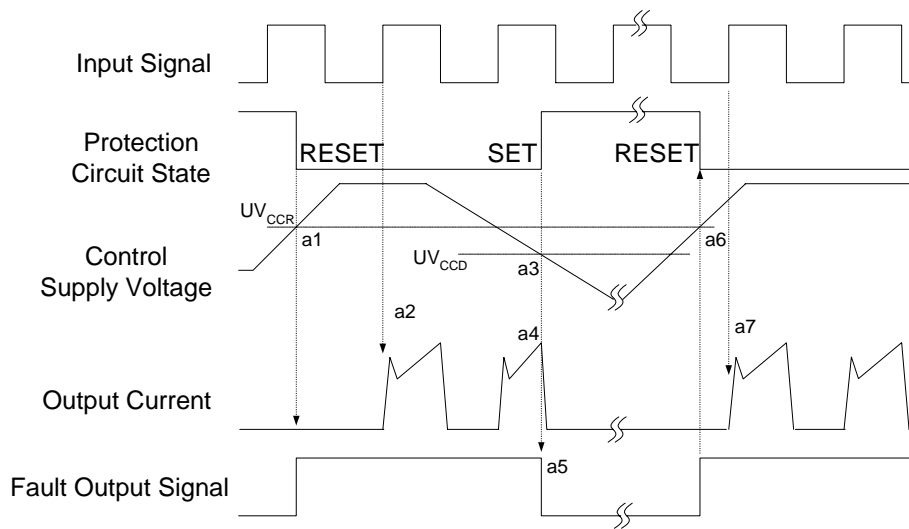 Input Signal
Protection
Circuit State
RESET
SET
RESET
UVCCR
a1
a6
Control
Supply Voltage
UVCCD
a3
a2
a4
a7
Output Current
a5
Fault Output Signal